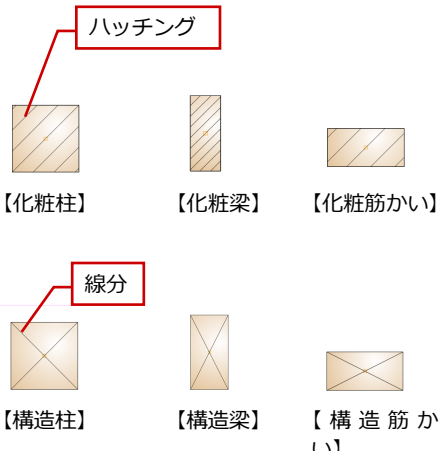 ハッチング
【化粧柱】
【化粧梁】
【化粧筋かい】
線分
【構造柱】
【構造梁】
【構造筋か
い】